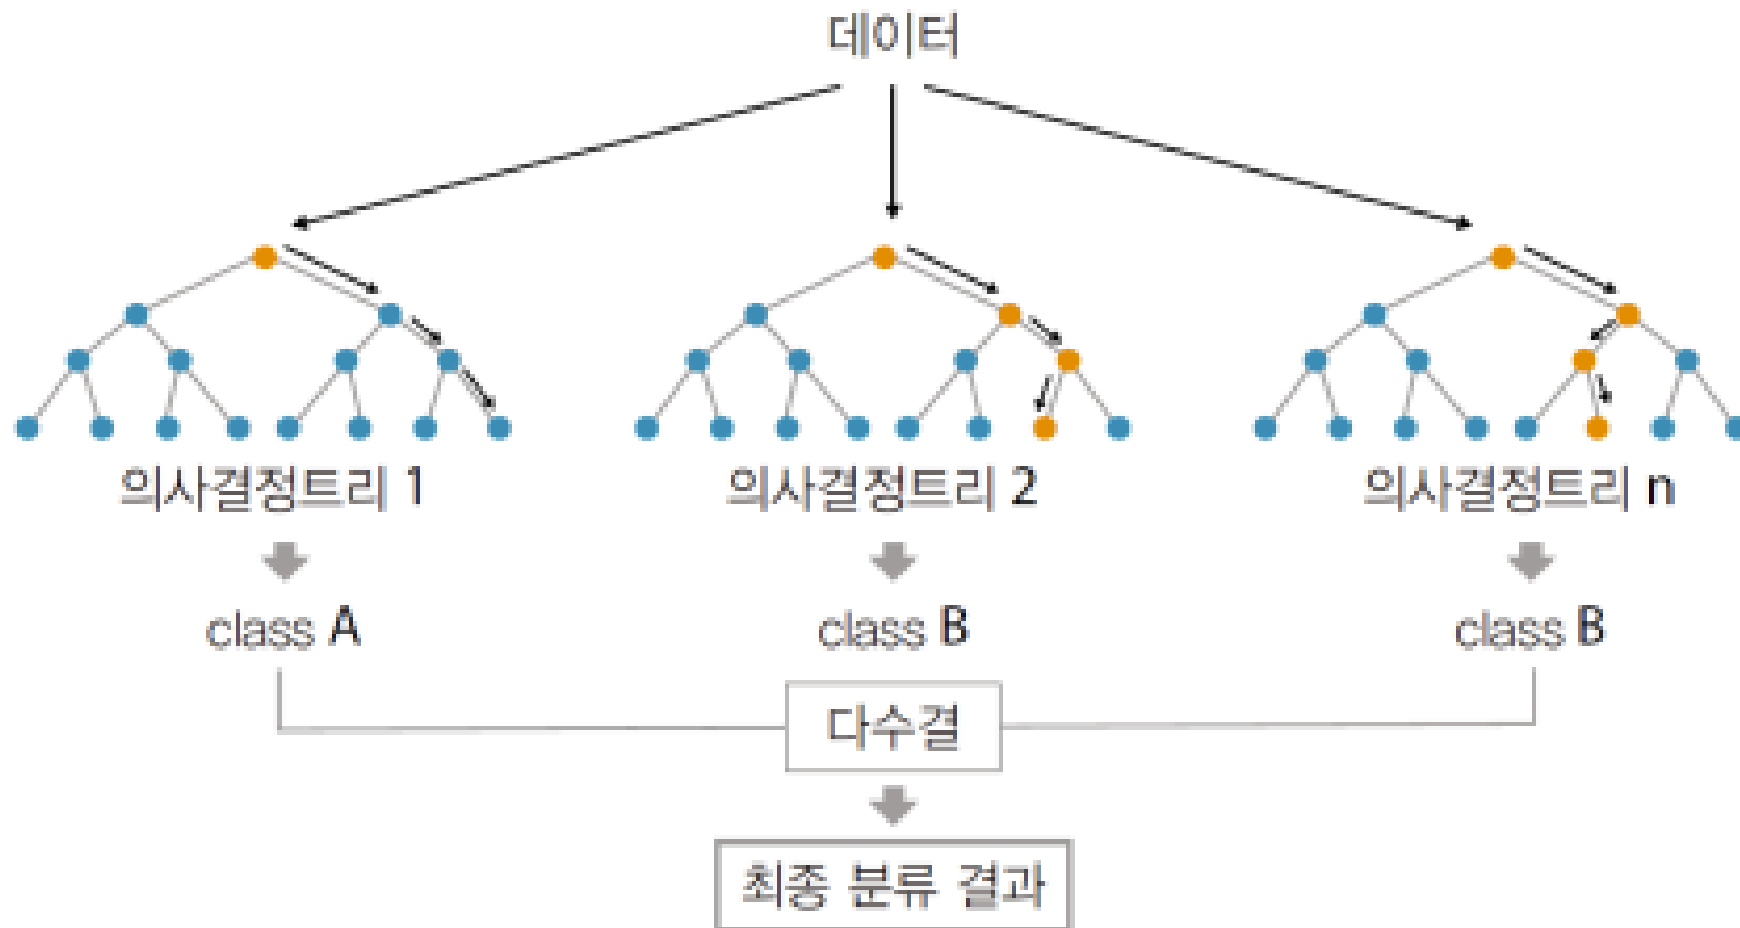 데이터
의사결정트리 1
의사결정트리 2
의사결정트리 n
class A
class B
class B
다수결
최종 분류 결과